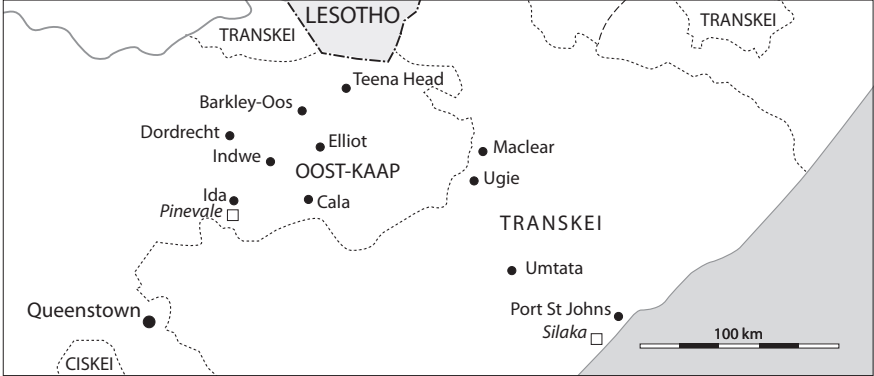 LESOTHO
TRANSKEI
TRANSKEI
Teena Head
Barkley-Oos
Dordrecht
Elliot
Indwe
Maclear
OOST-KAAP
Ugie
Ida
Cala
Pinevale
TRANSKEI
Umtata
Queenstown
Port St Johns
Silaka
100 km
CISKEI